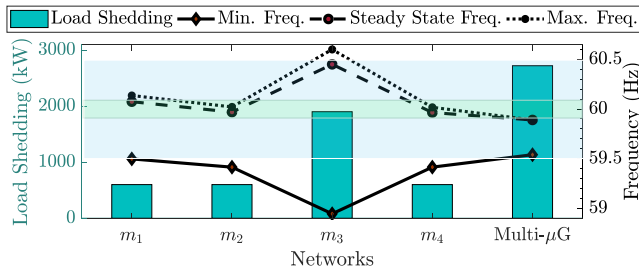 Load Shedding Min. Freq. Steady State Freq. Max. Freq.
3000
2000
1000
0
Load Shedding (kW)
60.5
60
59.5
59
Frequency (Hz)
m1 m2 m3 m4 Multi-μG
Networks